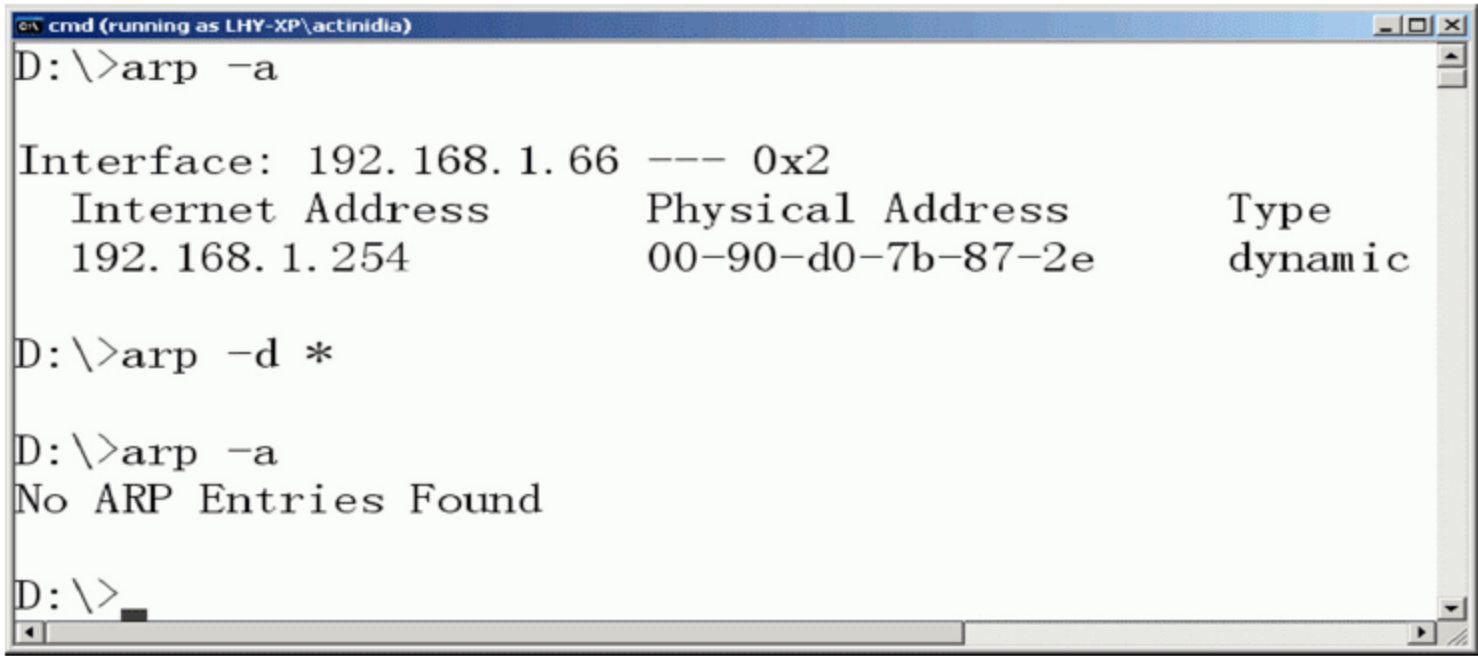 cmd (running as LHY-XP\actinidia)
D:\>arp -a
Interface: 192.168.1.66 --- 0x2
Internet Address Physical Address Type
192.168.1.254 00-90-d0-7b-87-2e dynamic
D:\>arp -d *
D:\>arp -a
No ARP Entries Found
D:\>